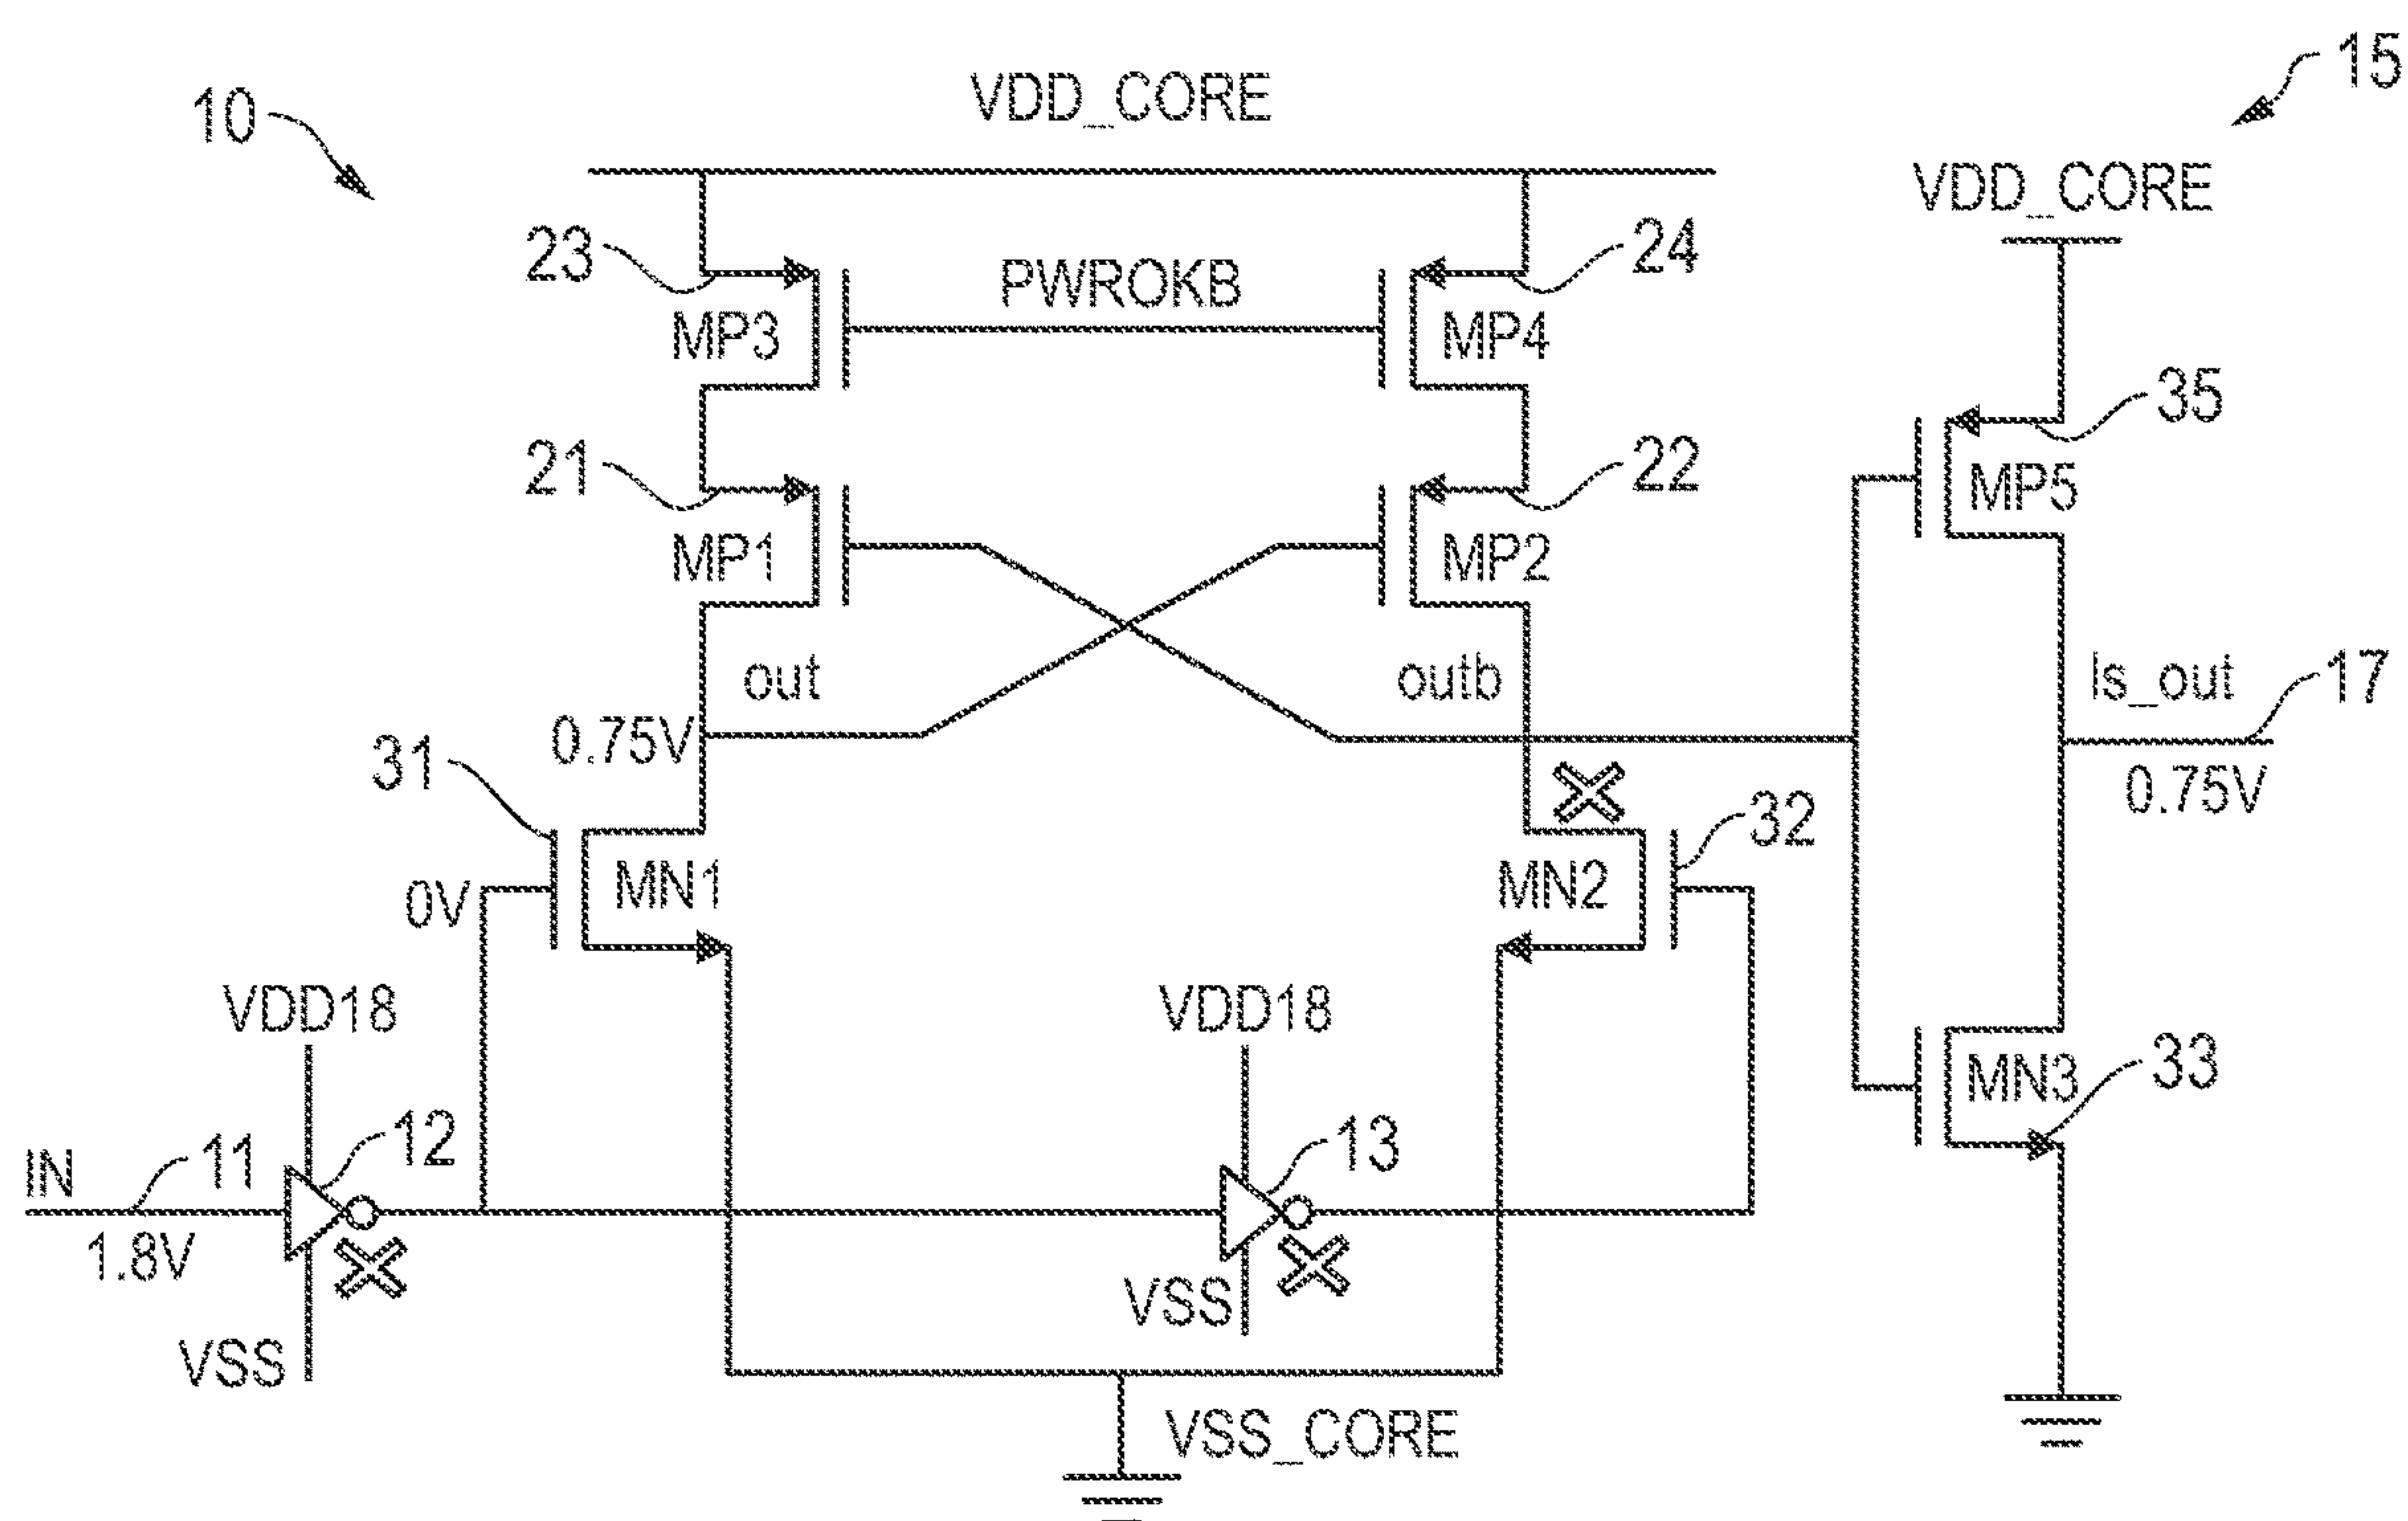 15
10
VDD_CORE
VDD_CORE
23
PWROKB
24
MP3
MP4
35
21
22
MP5
MP1
MP2
out
outb
ls_out
17
0.75V
31
0.75V
32
0V
MN1
MN2
VDD18
VDD18
MN3
33
IN
11
12
13
1.8V
VSS
VSS
VSS_CORE